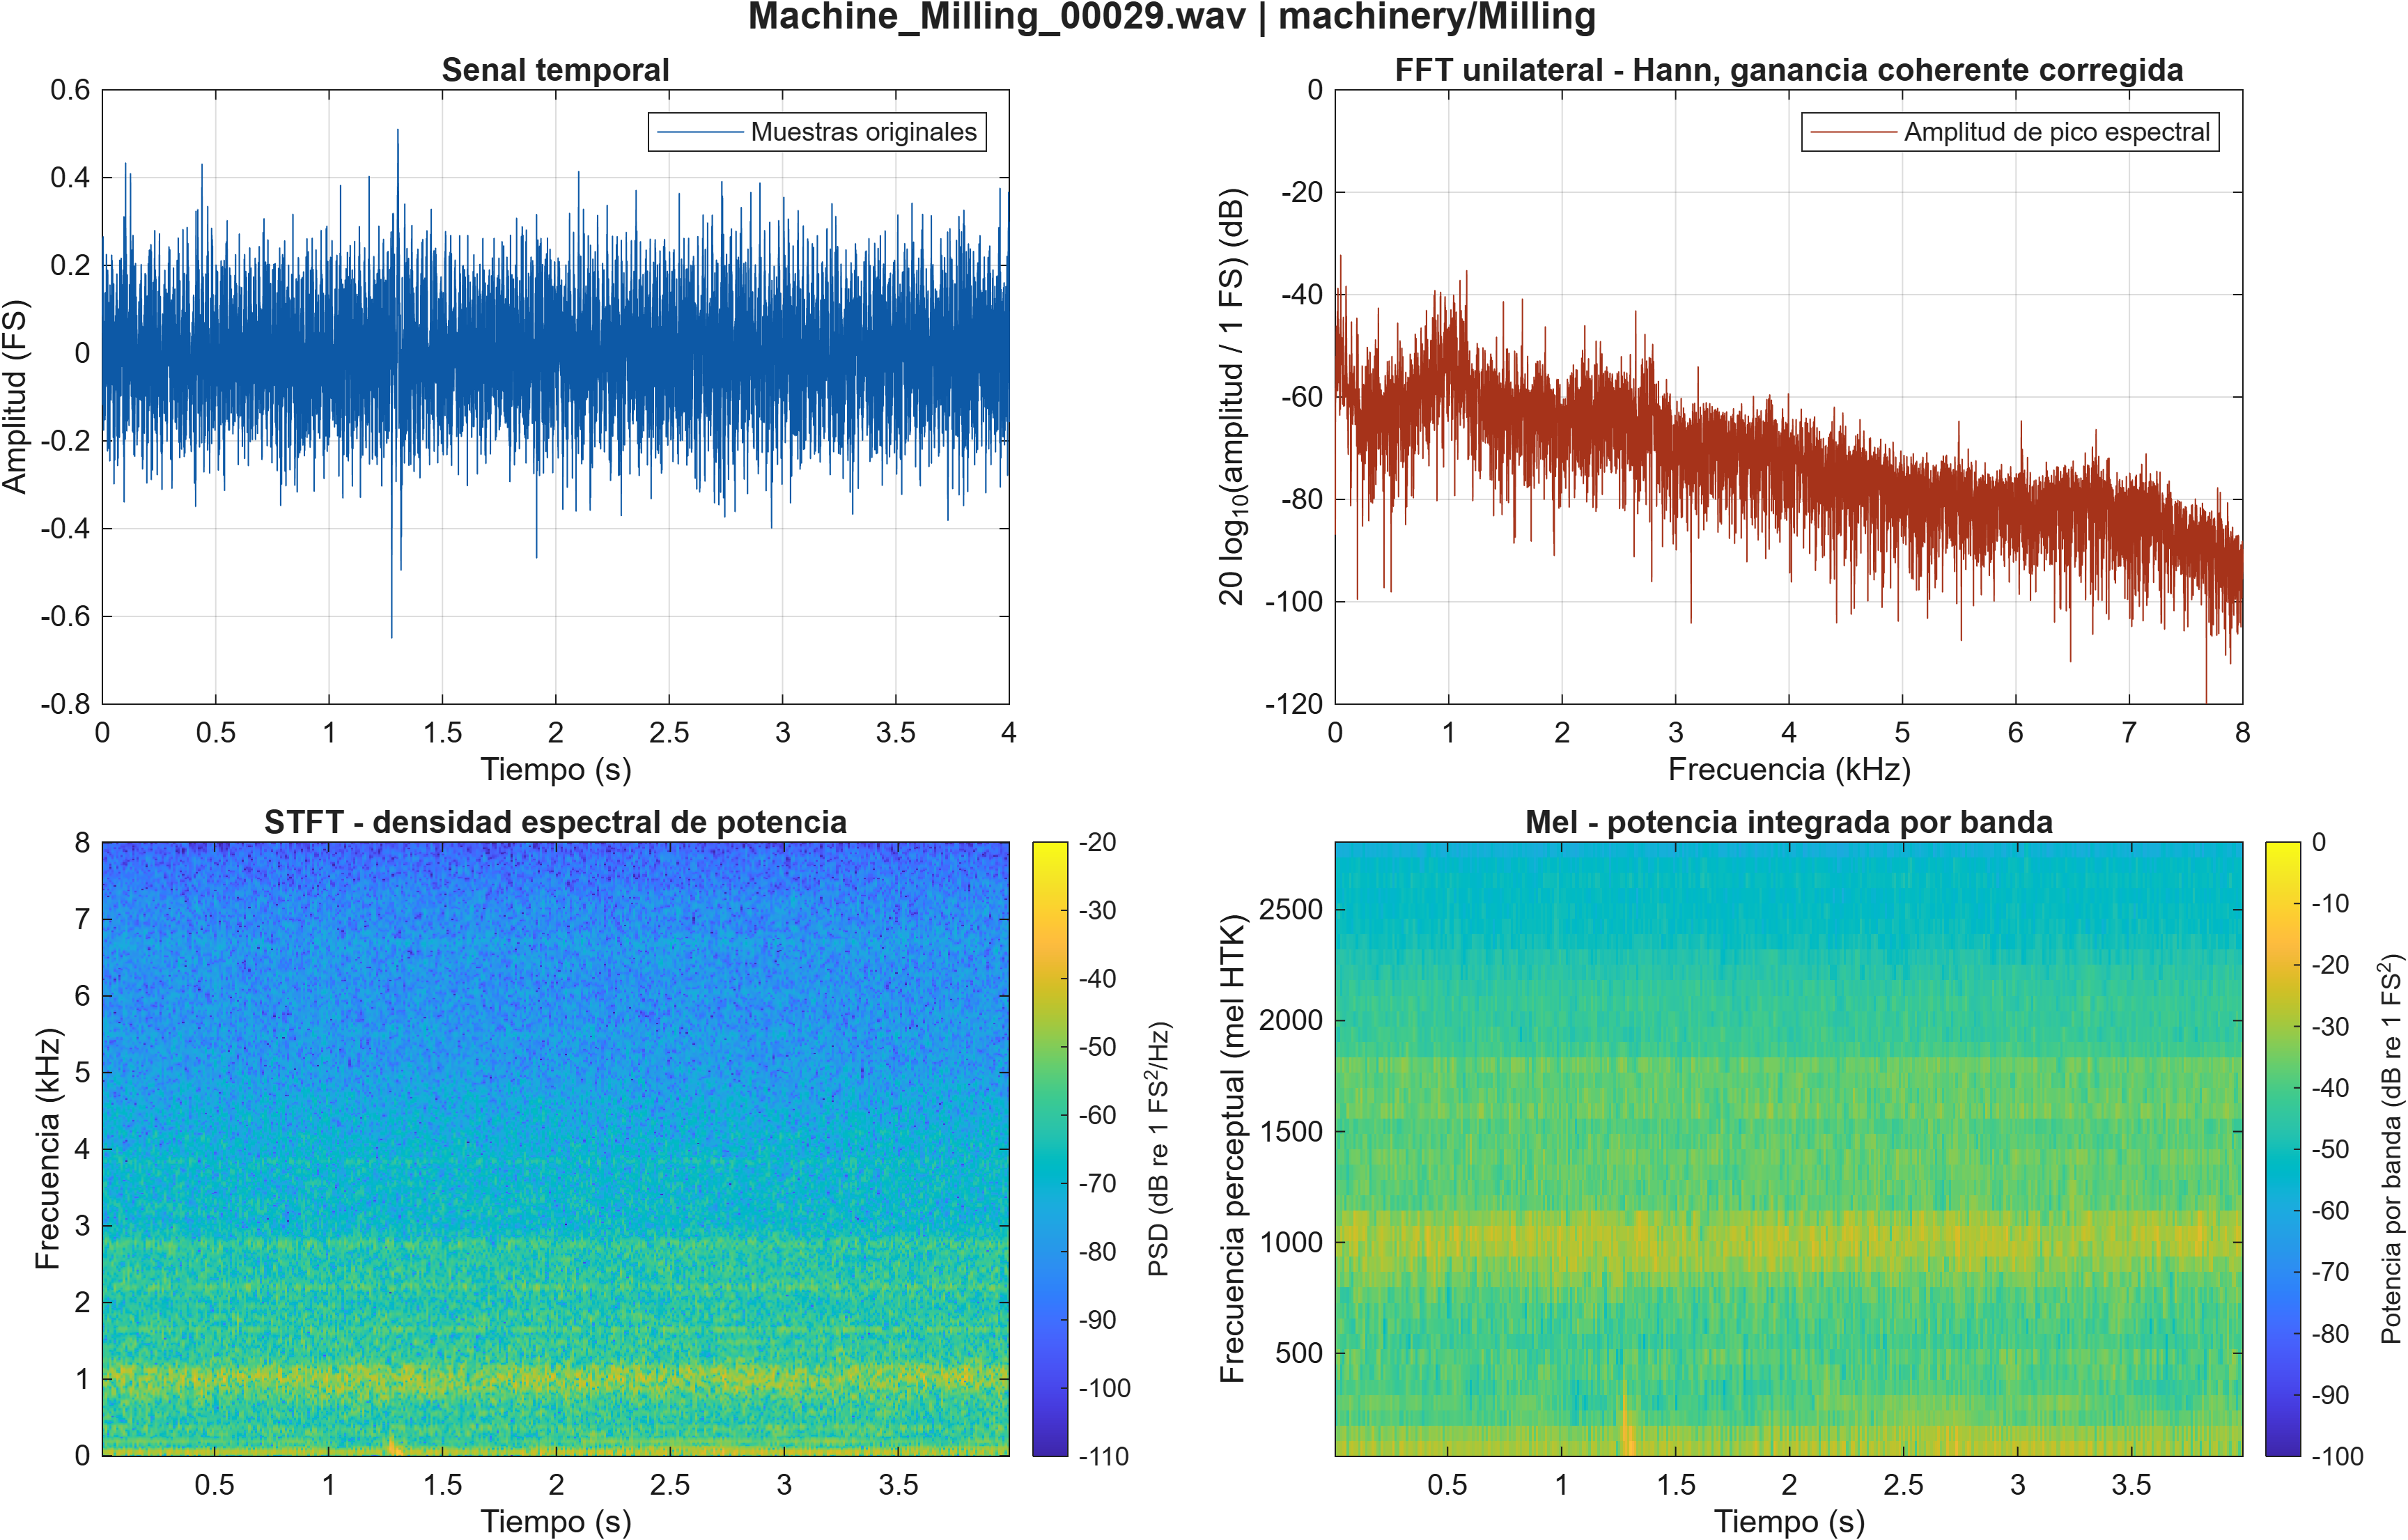 Machine_Milling_00029.wav | machinery/Milling
Senal temporal
Muestras originales
0.6
0.4
0.2
0
-0.2
-0.4
-0.6
-0.8
Amplitud (FS)
0 0.5 1 1.5 2 2.5 3 3.5 4
Tiempo (s)
FFT unilateral - Hann, ganancia coherente corregida
Amplitud de pico espectral
0
-20
-40
-60
-80
-100
-120
20 log10(amplitud / 1 FS) (dB)
0 1 2 3 4 5 6 7 8
Frecuencia (kHz)
STFT - densidad espectral de potencia
8
7
6
5
4
3
2
1
0
Frecuencia (kHz)
0.5 1 1.5 2 2.5 3 3.5
Tiempo (s)
-20
-30
-40
-50
-60
-70
-80
-90
-100
-110
PSD (dB re 1 FS²/Hz)
Mel - potencia integrada por banda
2500
2000
1500
1000
500
Frecuencia perceptual (mel HTK)
0.5 1 1.5 2 2.5 3 3.5
Tiempo (s)
0
-10
-20
-30
-40
-50
-60
-70
-80
-90
-100
Potencia por banda (dB re 1 FS²)